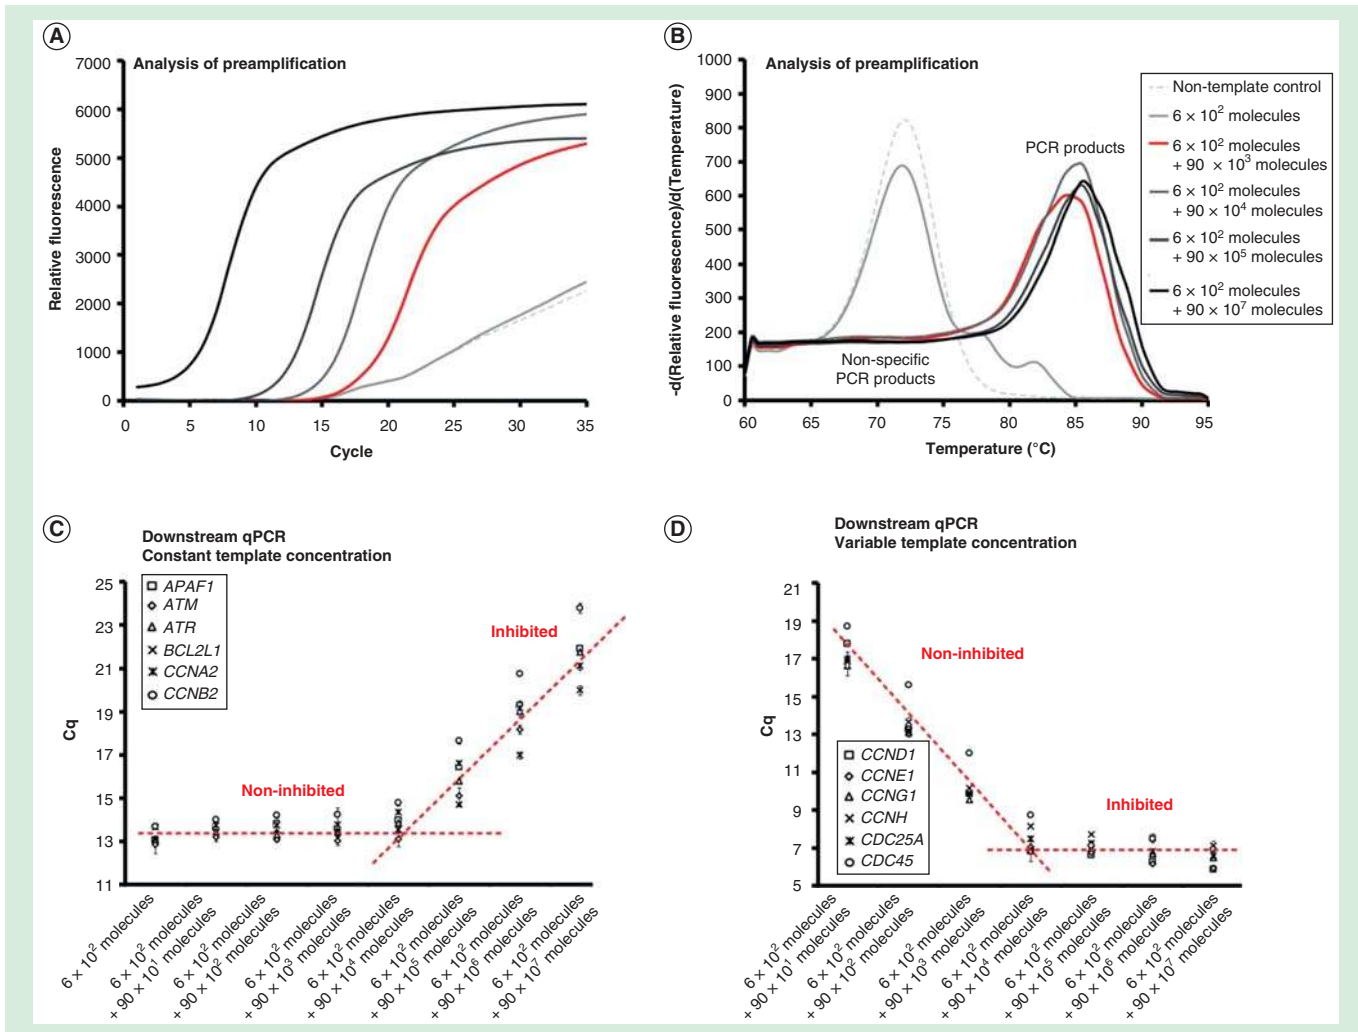 A
Analysis of preamplification
7000
6000
5000
4000
3000
2000
1000
0
Relative fluorescence
0 5 10 15 20 25 30 35
Cycle
B
Analysis of preamplification
1000
900
800
700
600
500
400
300
200
100
0
-d(Relative fluorescence)/d(Temperature)
PCR products
Non-specific
PCR products
60 65 70 75 80 85 90 95
Temperature (°C)
Non-template control
6 × 10² molecules
6 × 10² molecules
+ 90 × 10³ molecules
6 × 10² molecules
+ 90 × 10⁴ molecules
6 × 10² molecules
+ 90 × 10⁵ molecules
6 × 10² molecules
+ 90 × 10⁷ molecules
C
Downstream qPCR
Constant template concentration
25
23
21
19
17
15
13
11
Cq
APAF1
ATM
ATR
BCL2L1
CCNA2
CCNB2
Inhibited
Non-inhibited
6 × 10² molecules
6 × 10² molecules
+ 90 × 10¹ molecules
6 × 10² molecules
+ 90 × 10² molecules
6 × 10² molecules
+ 90 × 10³ molecules
6 × 10² molecules
+ 90 × 10⁴ molecules
6 × 10² molecules
+ 90 × 10⁵ molecules
6 × 10² molecules
+ 90 × 10⁶ molecules
6 × 10² molecules
+ 90 × 10⁷ molecules
D
Downstream qPCR
Variable template concentration
21
19
17
15
13
11
9
7
5
Cq
Non-inhibited
CCND1
CCNE1
CCNG1
CCNH
CDC25A
CDC45
Inhibited
6 × 10² molecules
+ 90 × 10¹ molecules
6 × 10² molecules
+ 90 × 10² molecules
6 × 10² molecules
+ 90 × 10³ molecules
6 × 10² molecules
+ 90 × 10⁴ molecules
6 × 10² molecules
+ 90 × 10⁵ molecules
6 × 10² molecules
+ 90 × 10⁶ molecules
6 × 10² molecules
+ 90 × 10⁷ molecules